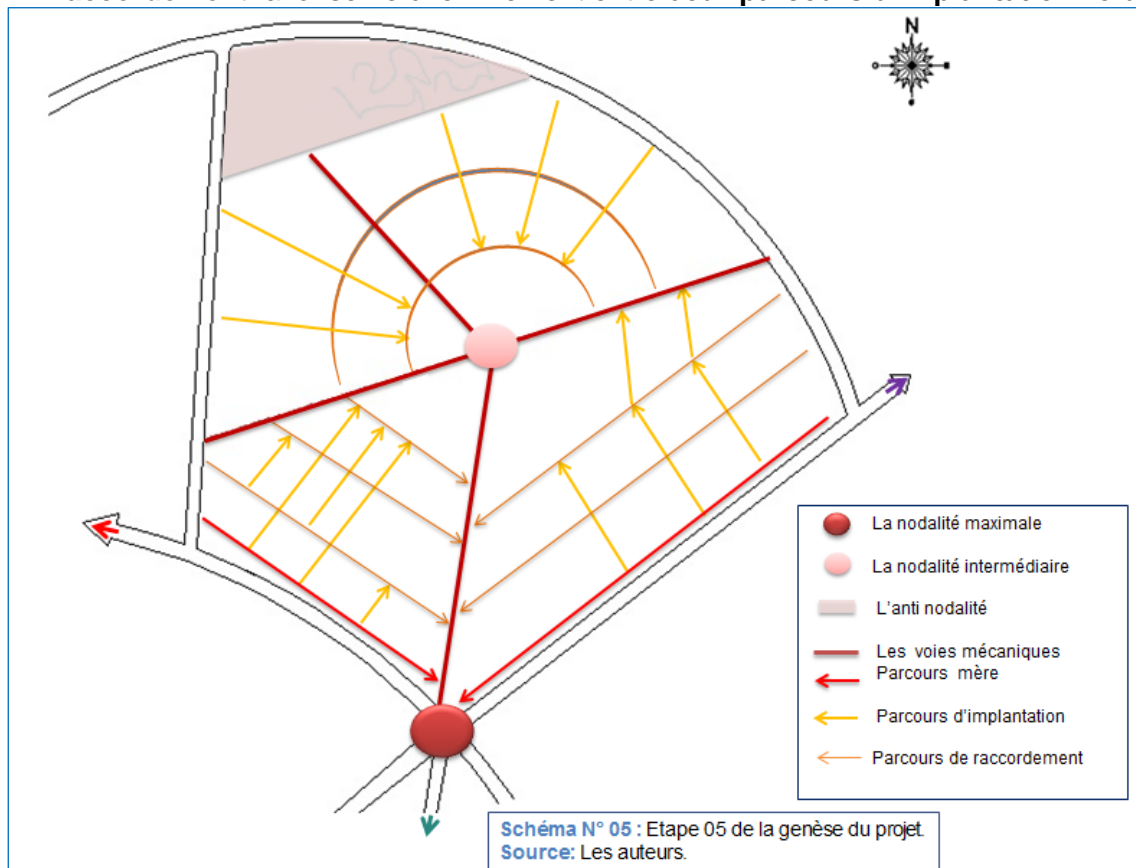 N
La nodalité maximale
La nodalité intermédiaire
L'anti nodalité
Les voies mécaniques
Parcours mère
Parcours d'implantation
Parcours de raccordement
Schéma N° 05 : Etape 05 de la genèse du projet.
Source: Les auteurs.